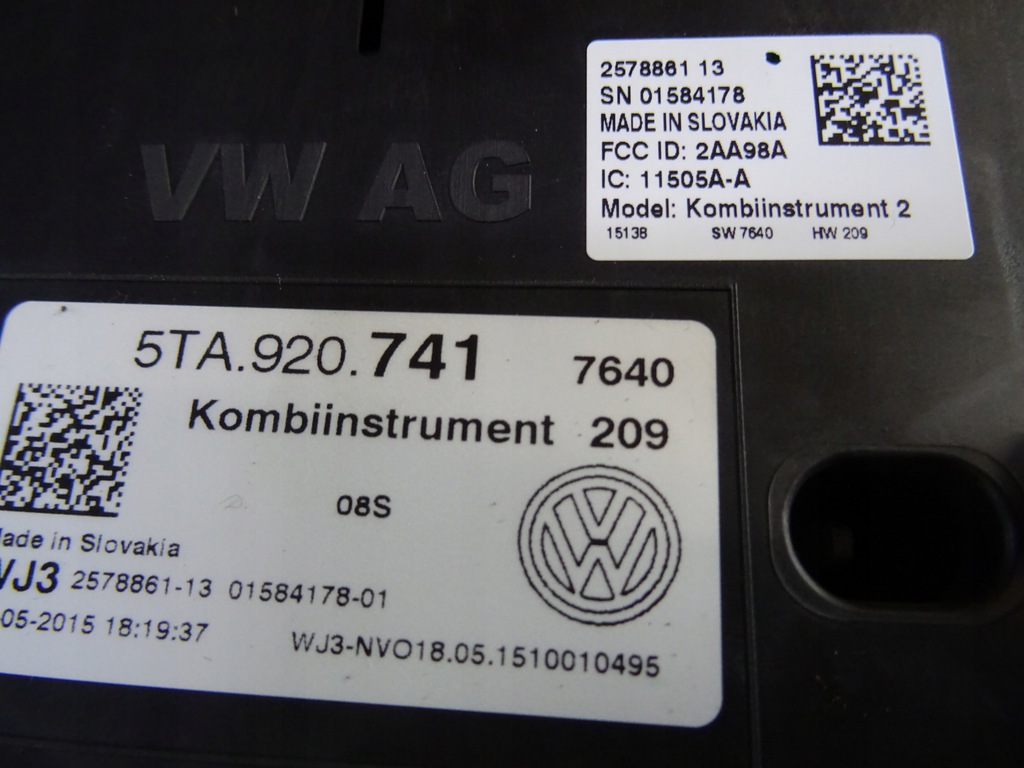 VW AG
2578861 13
SN 01584178
MADE IN SLOVAKIA
FCC ID: 2AA98A
IC: 11505A-A
Model: Kombiinstrument 2
15138 SW 7640 HW 209
5TA.920.741 7640
Kombiinstrument 209
08S
ade in Slovakia
WJ3 2578861-13 01584178-01
-05-2015 18:19:37
WJ3-NVO18.05.1510010495